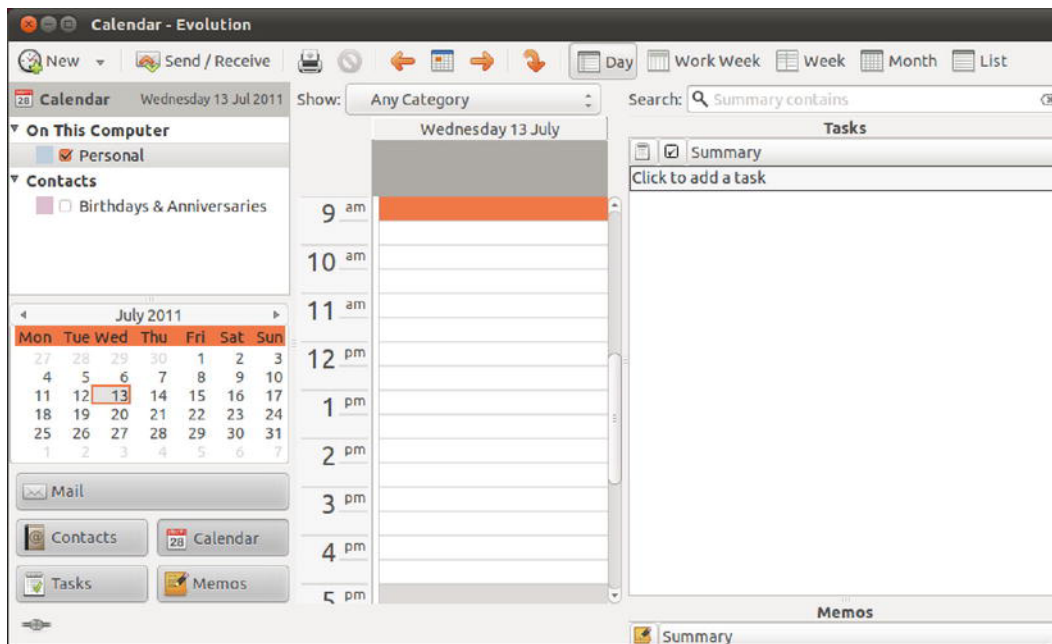 Calendar - Evolution
New Send / Receive Day Work Week Week Month List
28 Calendar Wednesday 13 Jul 2011
Show: Any Category
Search: Summary contains
On This Computer
Personal
Contacts
Birthdays & Anniversaries
July 2011
Mon Tue Wed Thu Fri Sat Sun
27 28 29 30 1 2 3
4 5 6 7 8 9 10
11 12 13 14 15 16 17
18 19 20 21 22 23 24
25 26 27 28 29 30 31
1 2 3 4 5 6 7
Mail
Contacts 28 Calendar
Tasks Memos
Wednesday 13 July
9 am
10 am
11 am
12 pm
1 pm
2 pm
3 pm
4 pm
5 pm
Tasks
Summary
Click to add a task
Memos
Summary